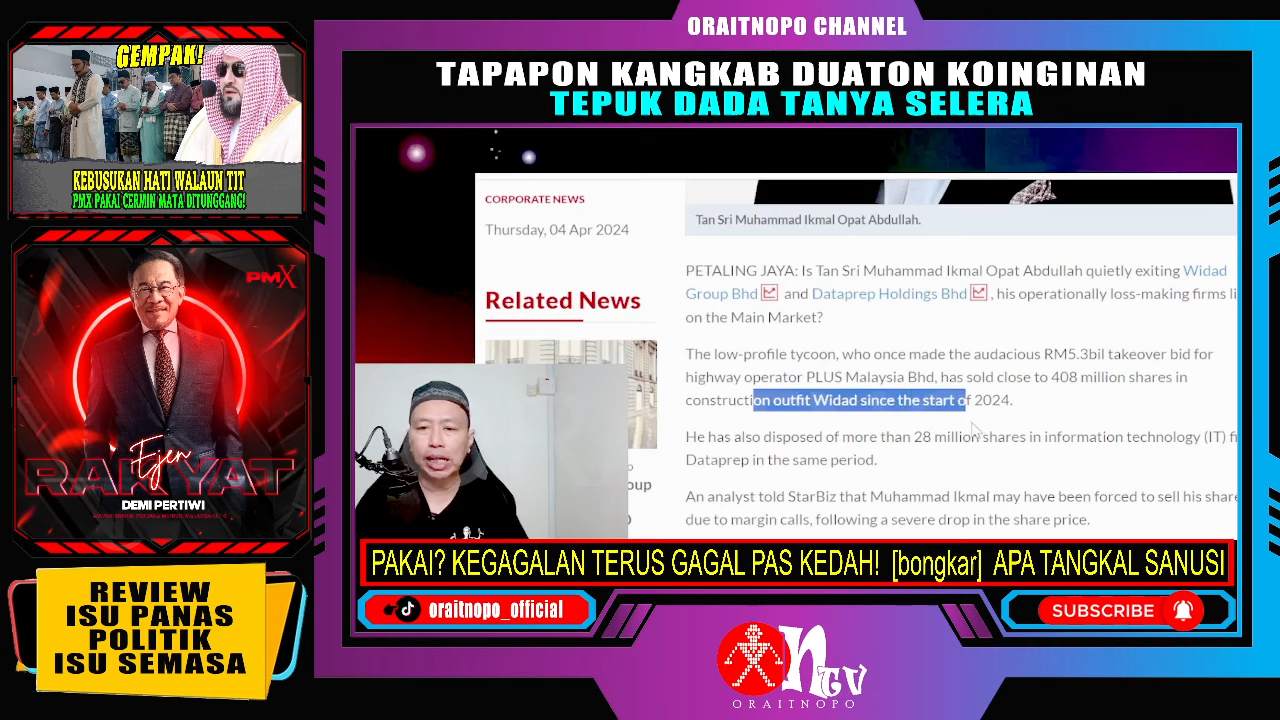 ORAITNOPO CHANNEL
TAPAPON KANGKAB DUATON KOINGINAN
TEPUK DADA TANYA SELERA
GEMPAK!
KEBUSUKAN HATI WALAUN TIT
PMX PAKAI CERMIN MATA DITUNGGANG!
PMX
Ejen
RAKYAT
DEMI PERTIWI
REVIEW
ISU PANAS
POLITIK
ISU SEMASA
CORPORATE NEWS
Thursday, 04 Apr 2024
Related News
oup
Tan Sri Muhammad Ikmal Opat Abdullah.
PETALING JAYA: Is Tan Sri Muhammad Ikmal Opat Abdullah quietly exiting Widad
Group Bhd and Dataprep Holdings Bhd , his operationally loss-making firms li
on the Main Market?
The low-profile tycoon, who once made the audacious RM5.3bil takeover bid for
highway operator PLUS Malaysia Bhd, has sold close to 408 million shares in
construction outfit Widad since the start of 2024.
He has also disposed of more than 28 million shares in information technology (IT) fi
Dataprep in the same period.
An analyst told StarBiz that Muhammad Ikmal may have been forced to sell his share
due to margin calls, following a severe drop in the share price.
PAKAI? KEGAGALAN TERUS GAGAL PAS KEDAH! [bongkar] APA TANGKAL SANUSI
oraitnopo_official
SUBSCRIBE
nTV
ORAITNOPO